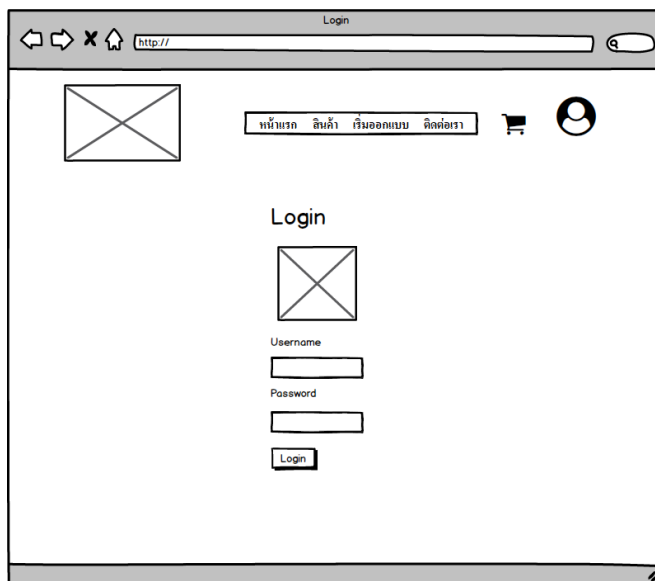 Login
http://
หน้าแรก สินค้า เริ่มออกแบบ ติดต่อเรา
Login
Username
Password
Login